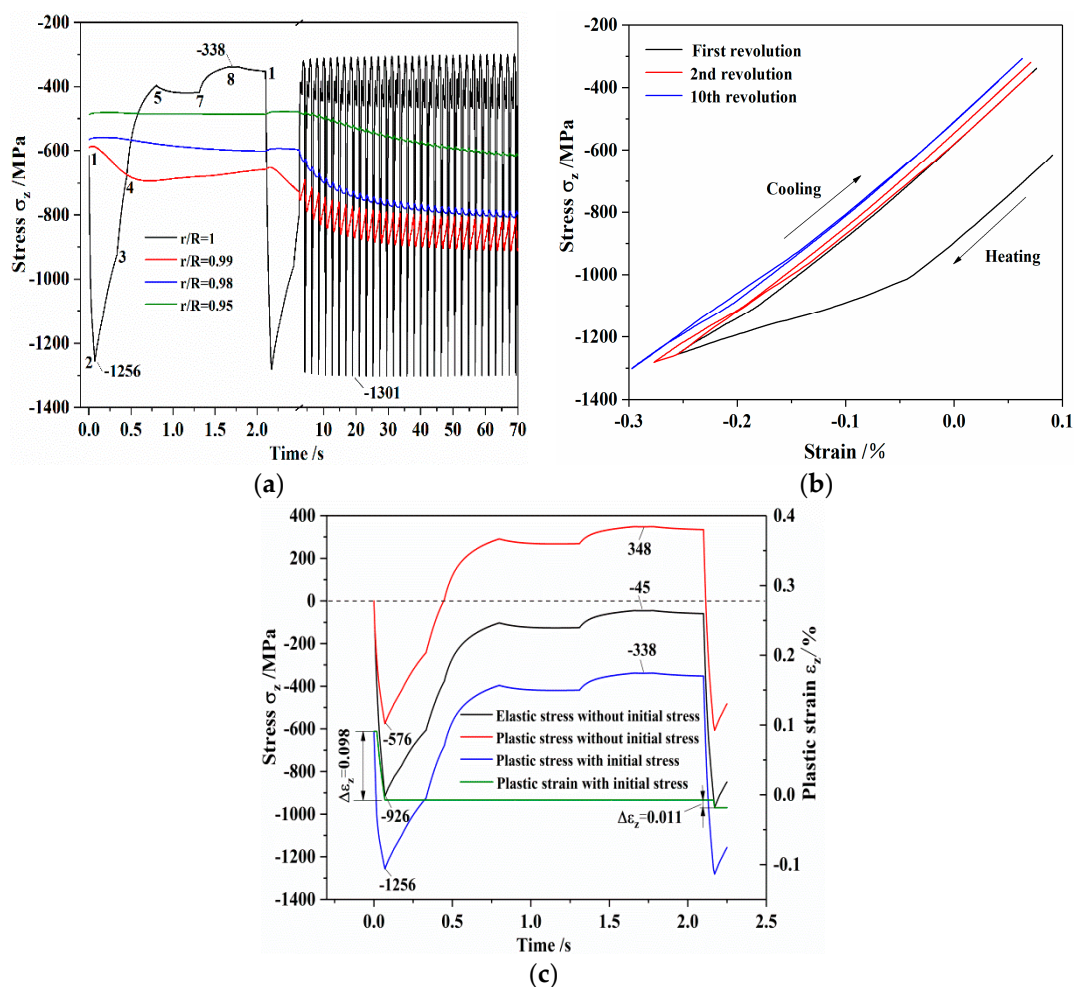 -200
-400
-600
-800
-1000
-1200
-1400
Stress σz /MPa
-338
1
5
7
8
1
4
3
2
-1256
-1301
r/R=1
r/R=0.99
r/R=0.98
r/R=0.95
0.0 0.5 1.0 1.5 2.0 10 20 30 40 50 60 70
Time /s
(a)
-200
-300
-400
-600
-800
-1000
-1200
-1400
Stress σz /MPa
First revolution
2nd revolution
10th revolution
Cooling
Heating
-0.3 -0.2 -0.1 0.0 0.1
Strain /%
(b)
400
200
0
-200
-400
-600
-800
-1000
-1200
-1400
Stress σz /MPa
348
-45
-338
-576
-926
-1256
Elastic stress without initial stress
Plastic stress without initial stress
Plastic stress with initial stress
Plastic strain with initial stress
Δεz=0.098
Δεz=0.011
0.4
0.3
0.2
0.1
0.0
-0.1
Plastic strain εz/%
0.0 0.5 1.0 1.5 2.0 2.5
Time /s
(c)